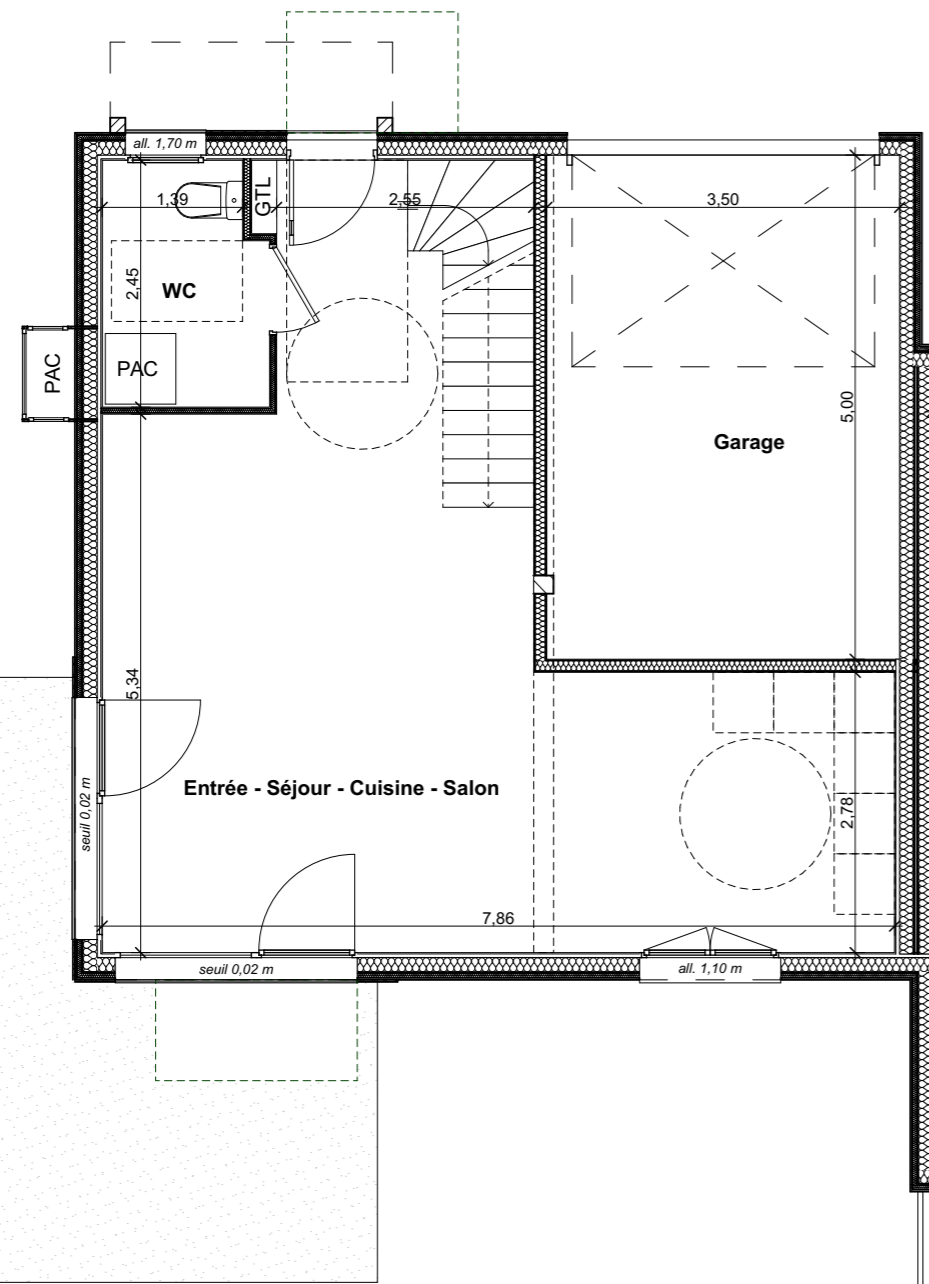 all. 1,70 m
GTL
1,39
2,55
3,50
2,45
WC
PAC
PAC
5,00
Garage
5,34
Entrée - Séjour - Cuisine - Salon
seuil 0,02 m
2,78
7,86
seuil 0,02 m
all. 1,10 m